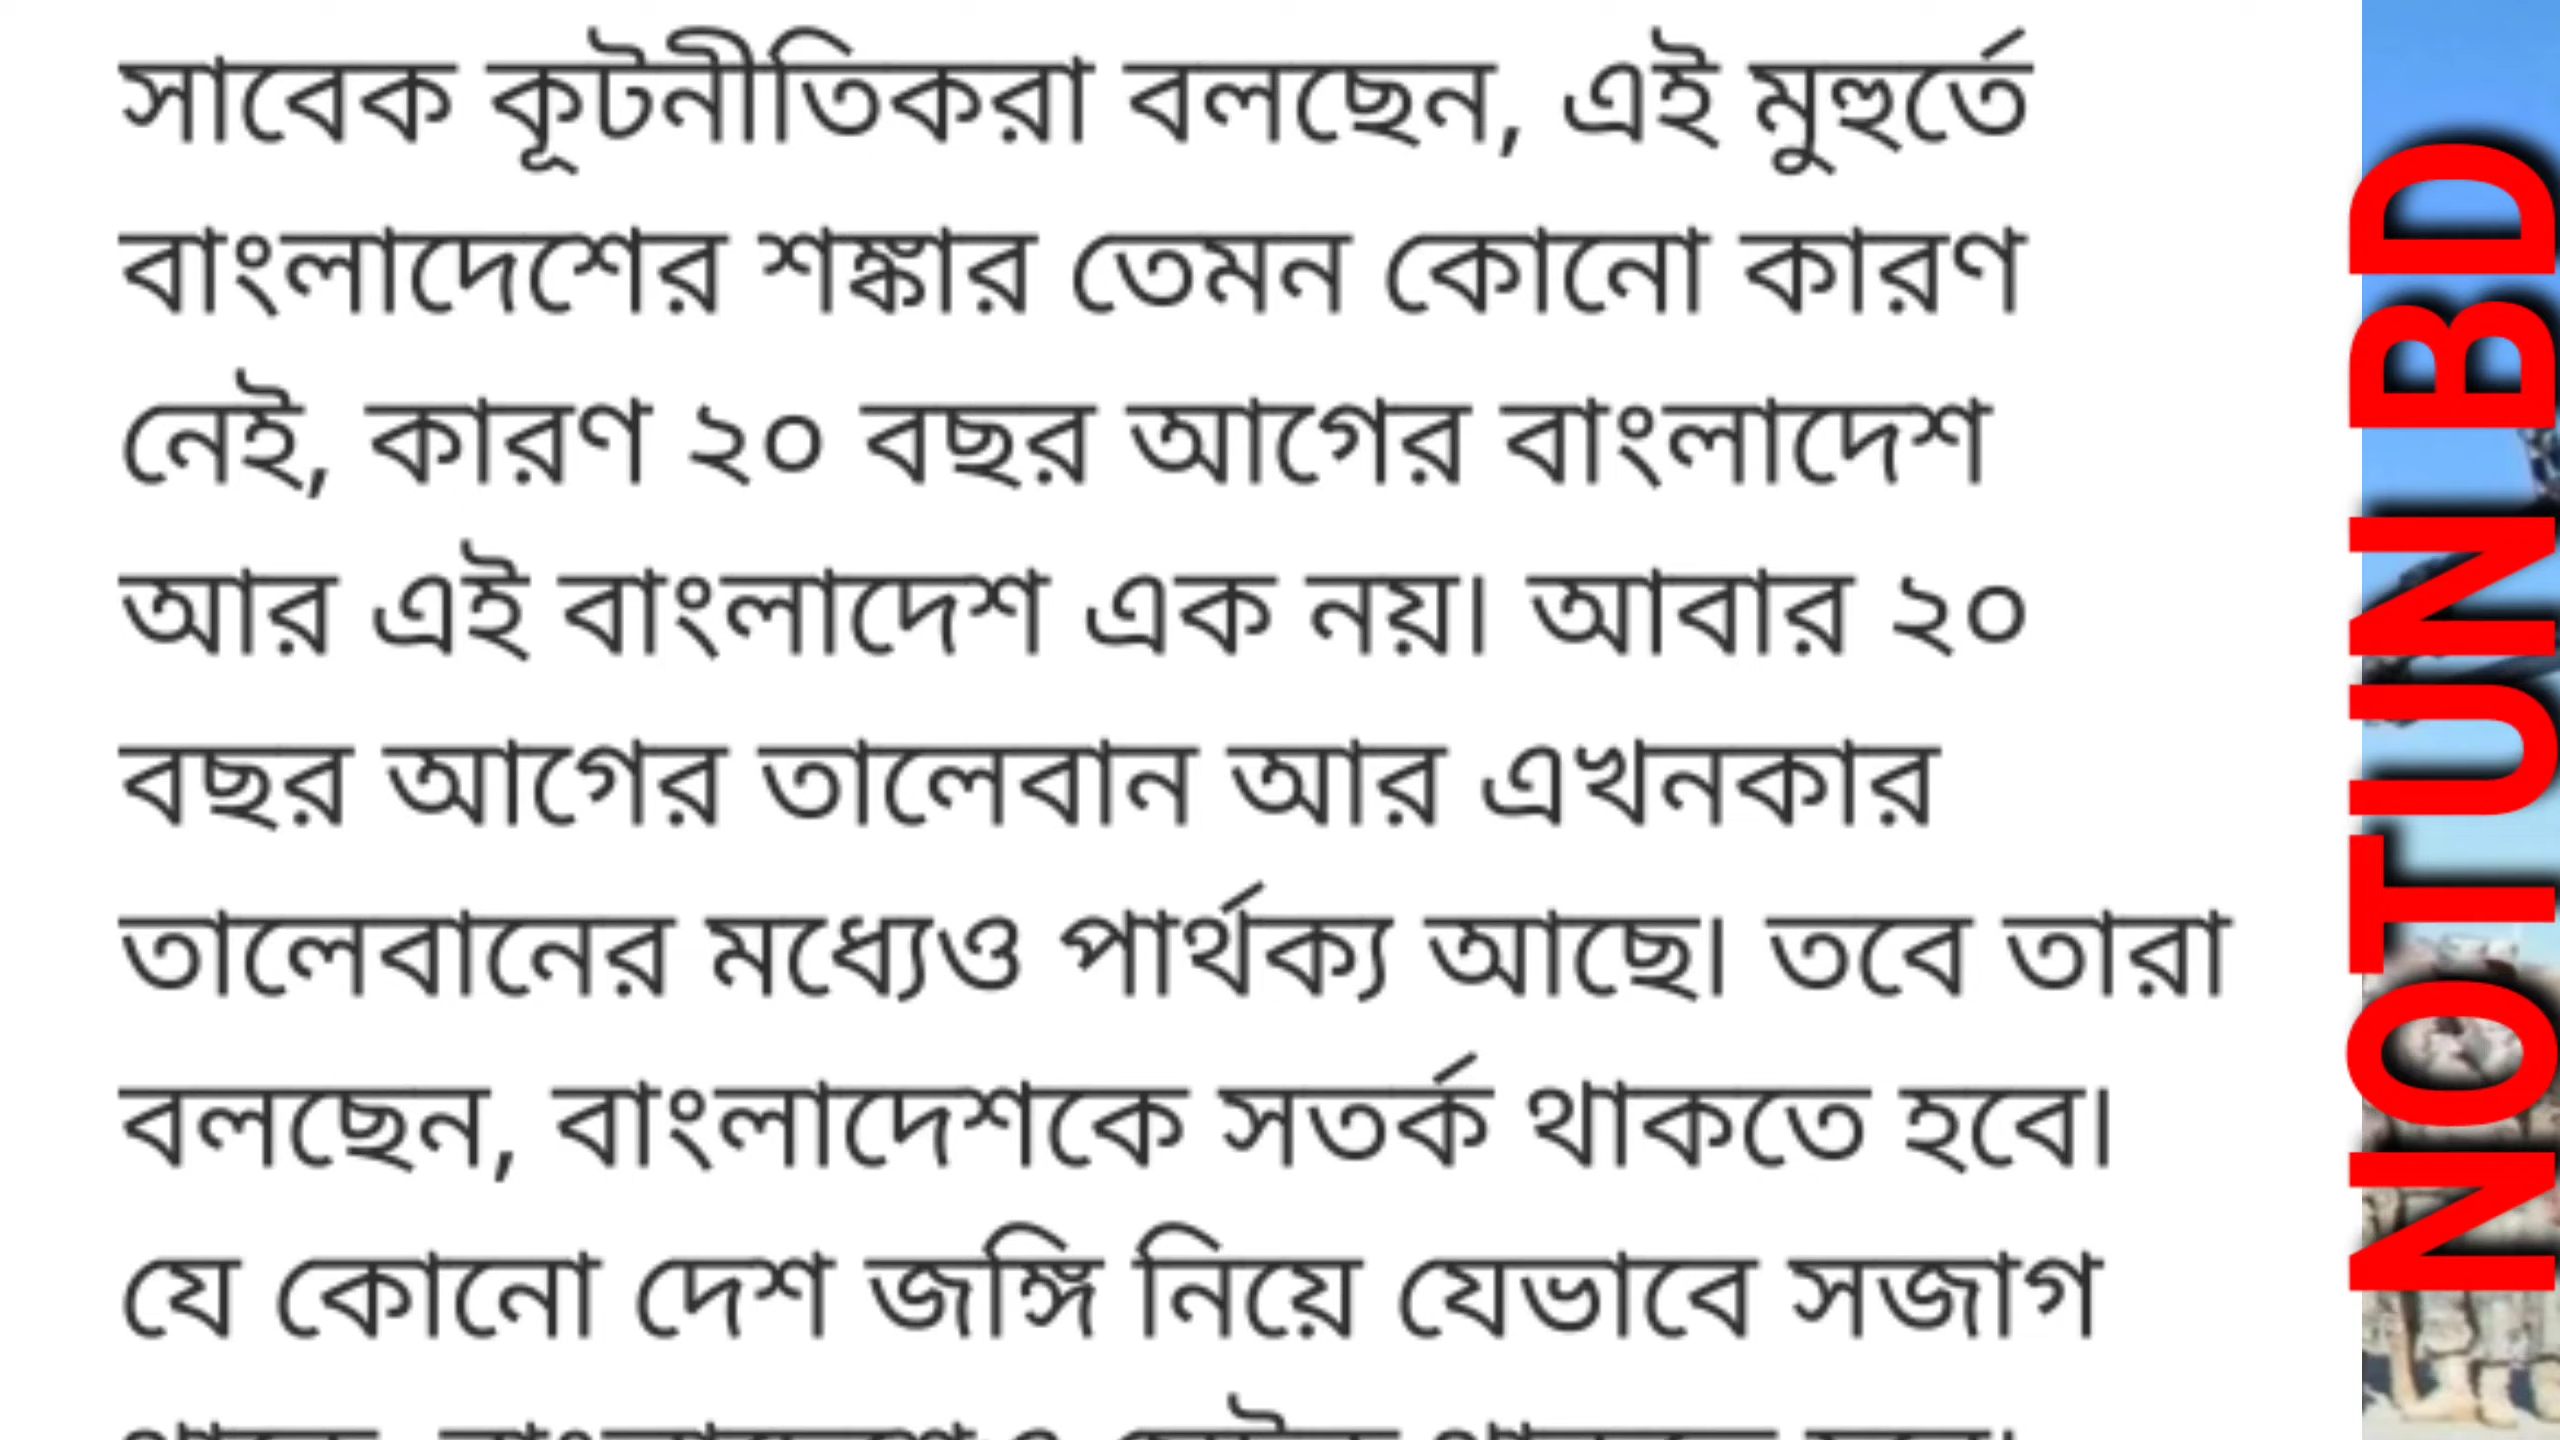 সাবেক কূটনীতিকরা বলছেন, এই মুহুর্তে
বাংলাদেশের শঙ্কার তেমন কোনো কারণ
নেই, কারণ ২০ বছর আগের বাংলাদেশ
আর এই বাংলাদেশ এক নয়। আবার ২০
বছর আগের তালেবান আর এখনকার
তালেবানের মধ্যেও পার্থক্য আছে। তবে তারা
বলছেন, বাংলাদেশকে সতর্ক থাকতে হবে।
যে কোনো দেশ জঙ্গি নিয়ে যেভাবে সজাগ
NOTUN BD